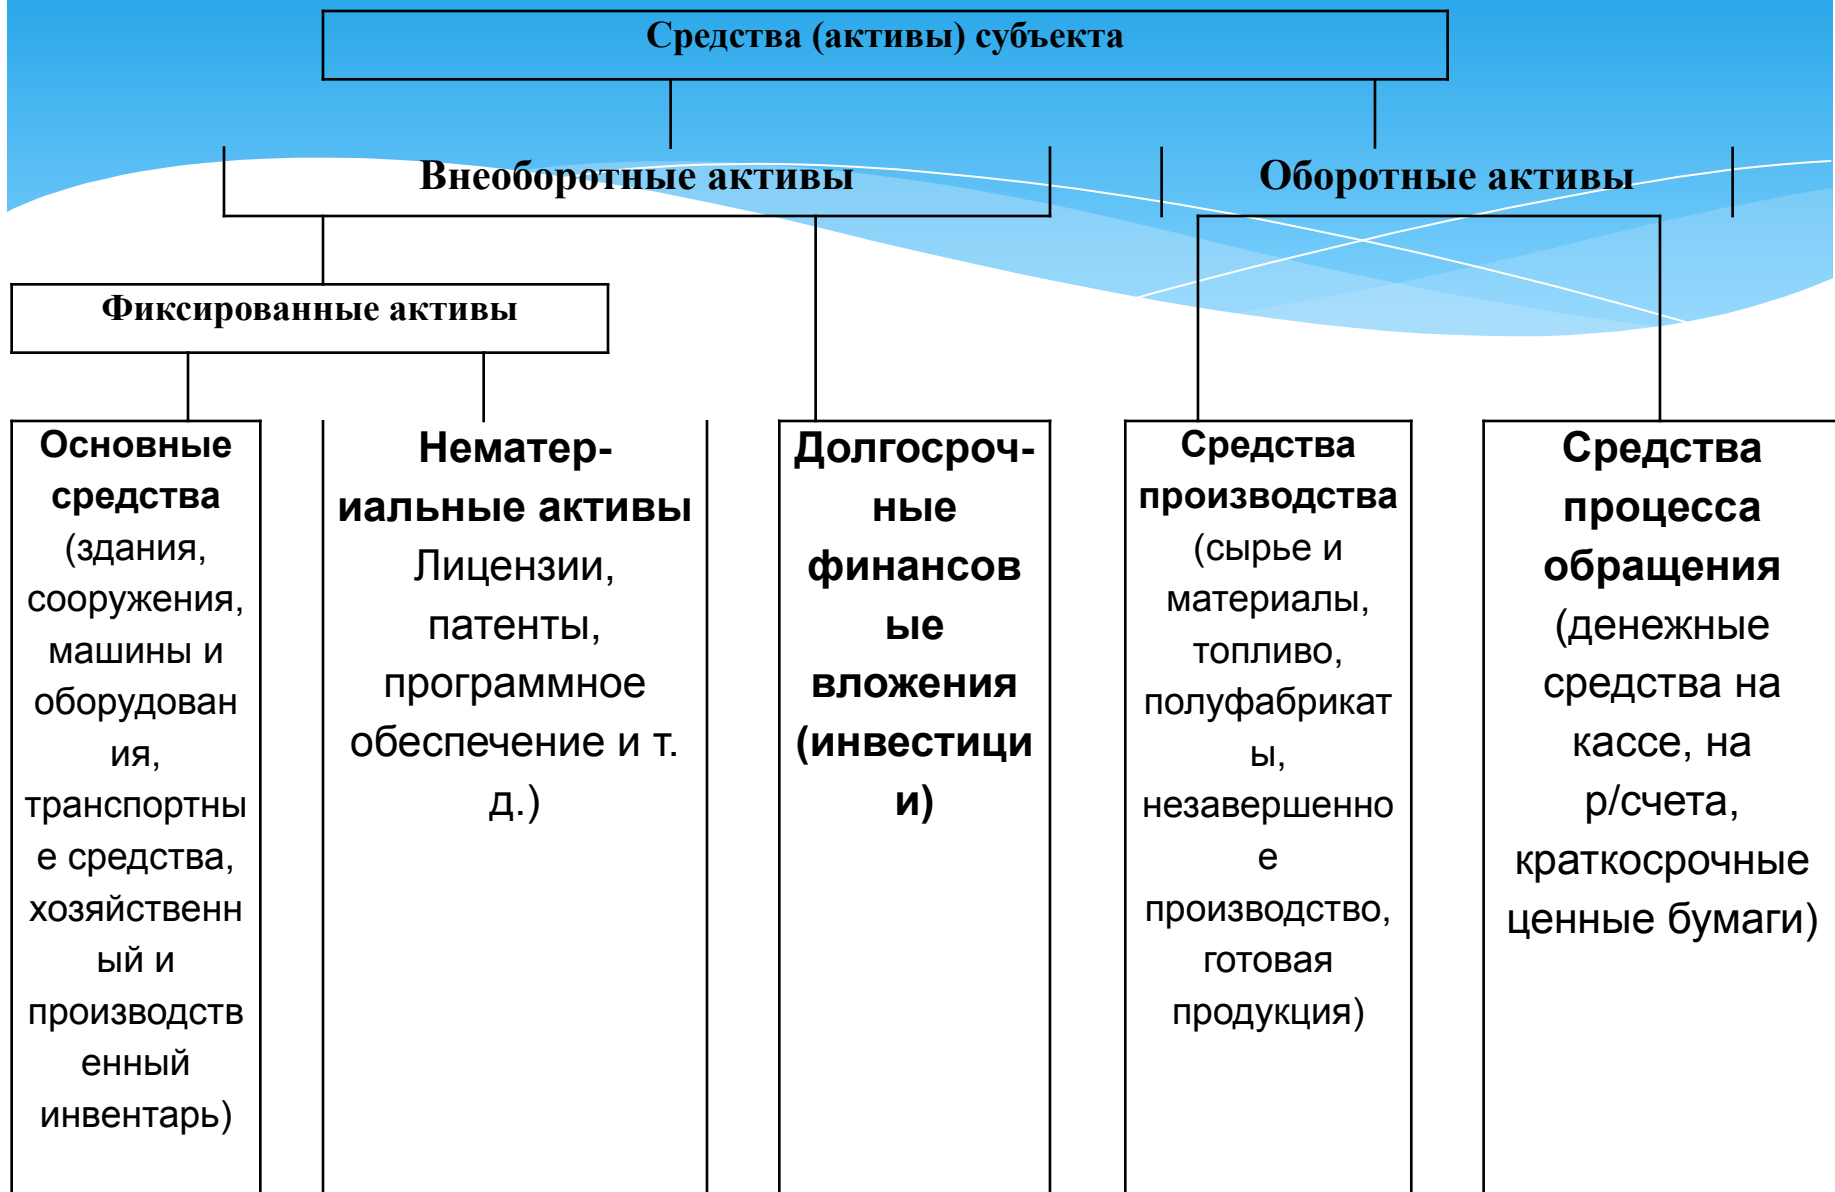 Средства (активы) субъекта
Внеоборотные активы
Оборотные активы
Фиксированные активы
Основные
средства
(здания,
сооружения,
машины и
оборудован
ия,
транспортны
е средства,
хозяйственн
ый и
производств
енный
инвентарь)
Нематер-
иальные активы
Лицензии,
патенты,
программное
обеспечение и т.
д.)
Долгосроч-
ные
финансов
ые
вложения
(инвестици
и)
Средства
производства
(сырье и
материалы,
топливо,
полуфабрикат
ы,
незавершенно
е
производство,
готовая
продукция)
Средства
процесса
обращения
(денежные
средства на
кассе, на
р/счета,
краткосрочные
ценные бумаги)